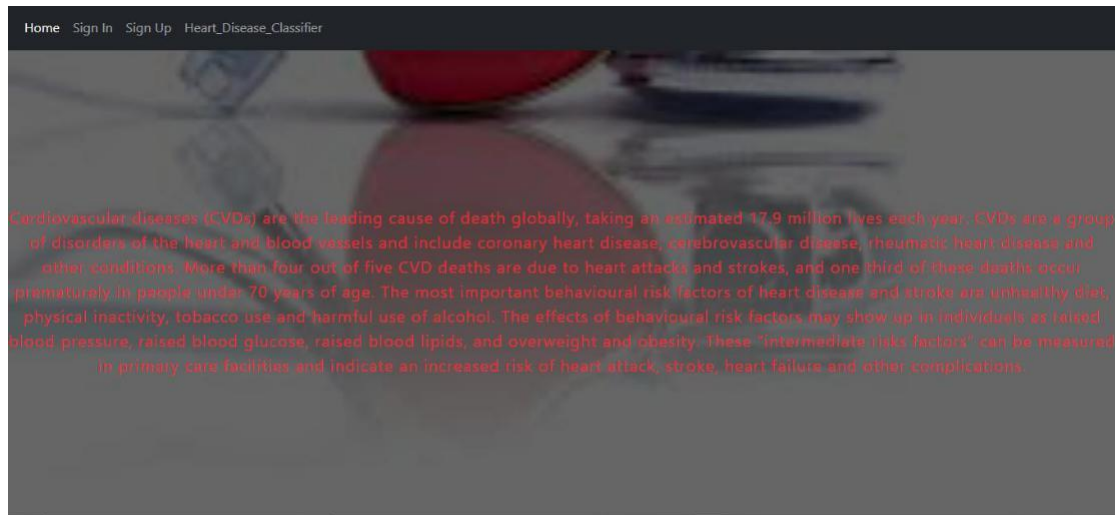 Home Sign In Sign Up Heart_Disease_Classifier
Cardiovascular diseases (CVDs) are the leading cause of death globally, taking an estimated 17.9 million lives each year. CVDs are a group
of disorders of the heart and blood vessels and include coronary heart disease, cerebrovascular disease, rheumatic heart disease and
other conditions. More than four out of five CVD deaths are due to heart attacks and strokes, and one third of these deaths occur
prematurely in people under 70 years of age. The most important behavioural risk factors of heart disease and stroke are unhealthy diet,
physical inactivity, tobacco use and harmful use of alcohol. The effects of behavioural risk factors may show up in individuals as raised
blood pressure, raised blood glucose, raised blood lipids, and overweight and obesity. These "intermediate risks factors" can be measured
in primary care facilities and indicate an increased risk of heart attack, stroke, heart failure and other complications.